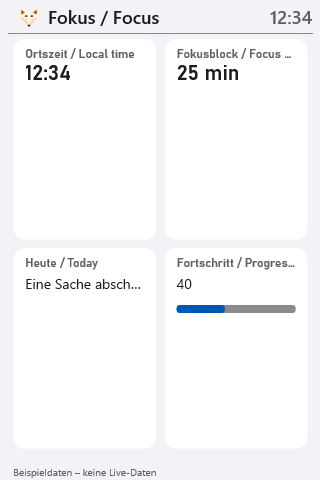 Fokus / Focus
12:34
Ortszeit / Local time
12:34
Fokusblock / Focus ...
25 min
Heute / Today
Eine Sache absch...
Fortschritt / Progres...
40
Beispieldaten – keine Live-Daten